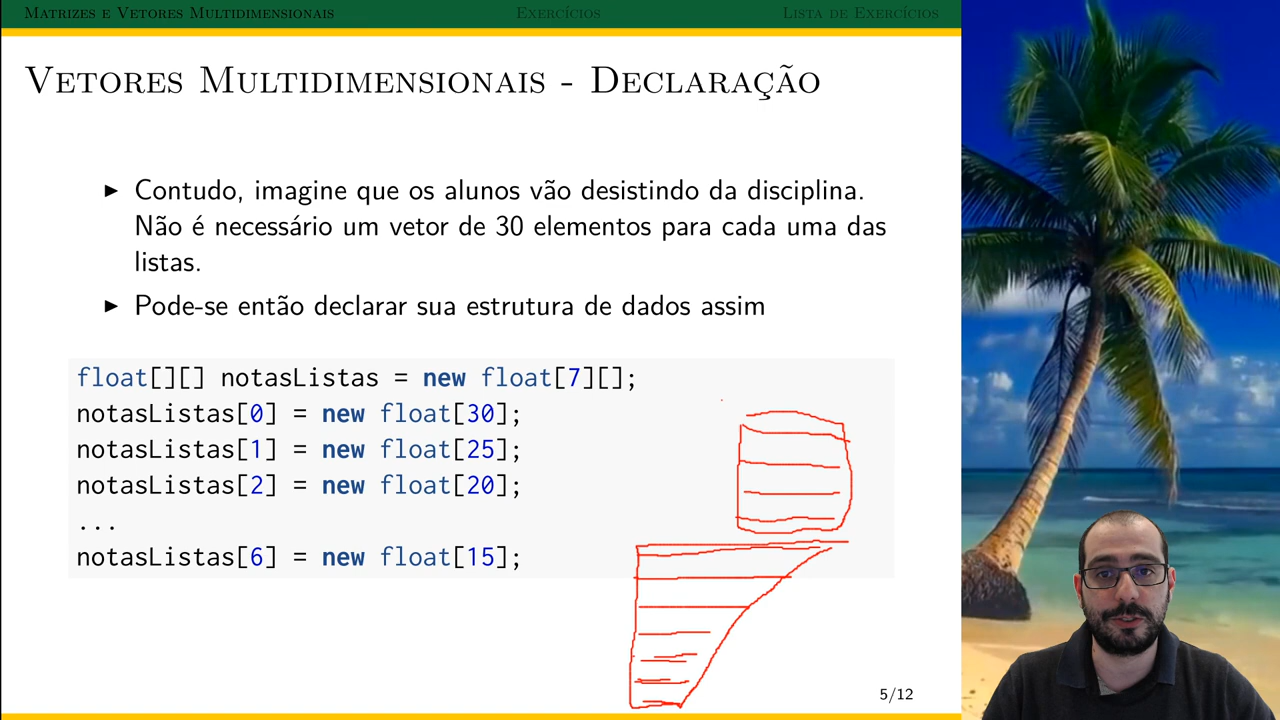 Matrizes e Vetores Multidimensionais Exercícios Lista de Exercícios
Vetores Multidimensionais - Declaração
► Contudo, imagine que os alunos vão desistindo da disciplina.
Não é necessário um vetor de 30 elementos para cada uma das
listas.
► Pode-se então declarar sua estrutura de dados assim
float[][] notasListas = new float[7][];
notasListas[0] = new float[30];
notasListas[1] = new float[25];
notasListas[2] = new float[20];
...
notasListas[6] = new float[15];
5/12